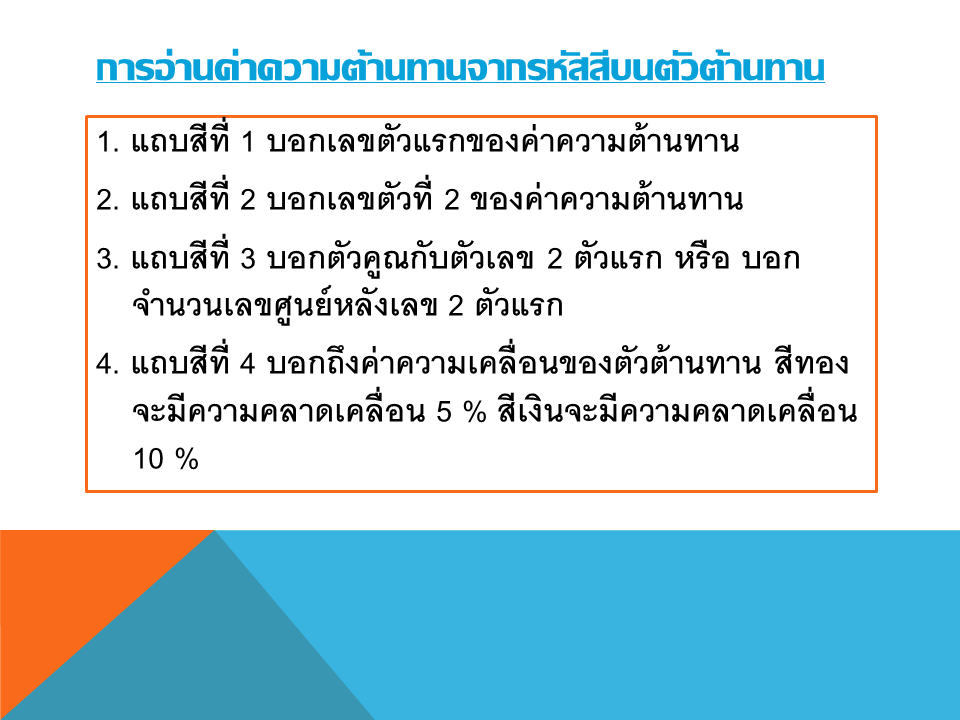 การอ่านค่าความต้านทานจากรหัสสีบนตัวต้านทาน
1. แถบสีที่ 1 บอกเลขตัวแรกของค่าความต้านทาน
2. แถบสีที่ 2 บอกเลขตัวที่ 2 ของค่าความต้านทาน
3. แถบสีที่ 3 บอกตัวคูณกับตัวเลข 2 ตัวแรก หรือ บอก
จำนวนเลขศูนย์หลังเลข 2 ตัวแรก
4. แถบสีที่ 4 บอกถึงค่าความเคลื่อนของตัวต้านทาน สีทอง
จะมีความคลาดเคลื่อน 5 % สีเงินจะมีความคลาดเคลื่อน
10 %